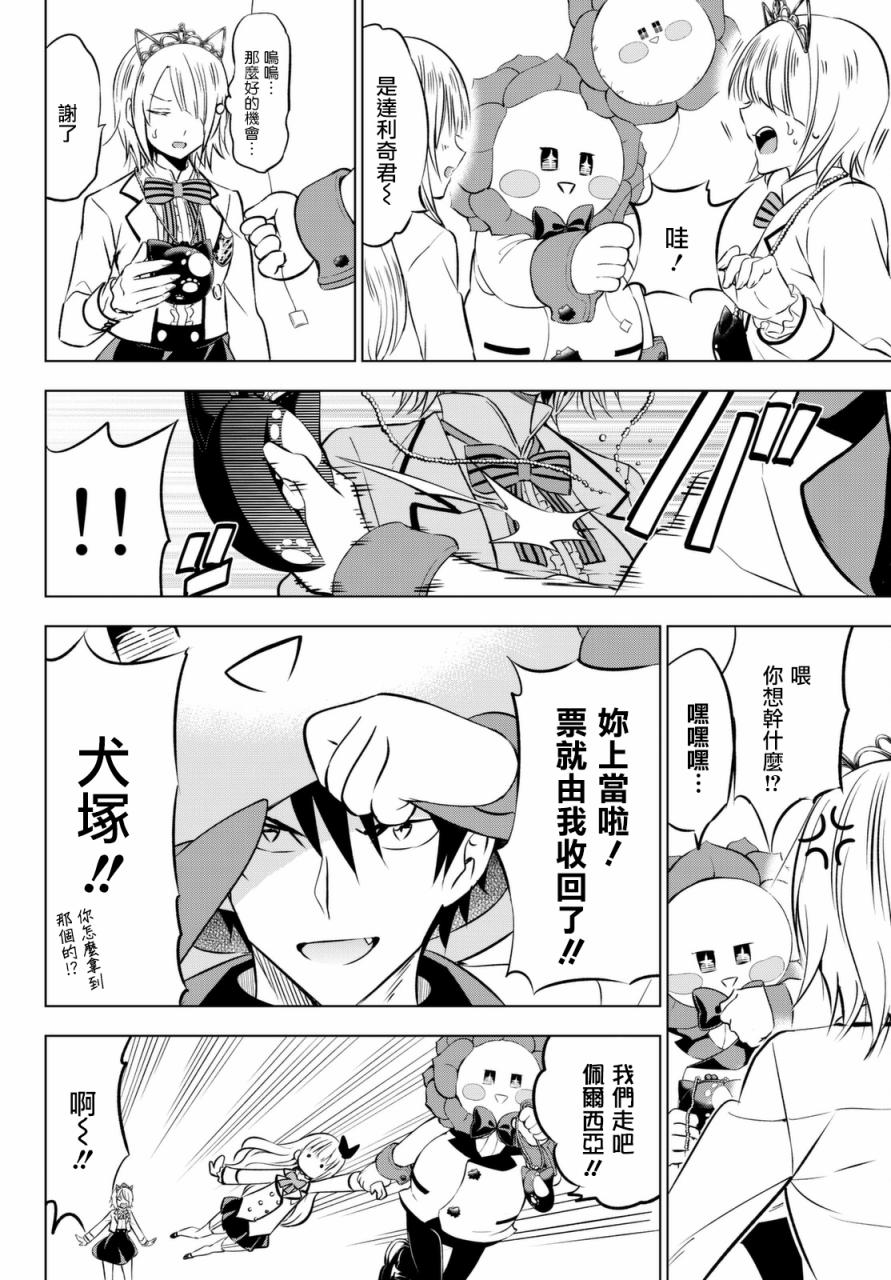 哇！
是達利奇君～
嗚嗚…
那麼好的機會…
謝了
！！
喂
你想幹什麼!?
嘿嘿嘿…
妳上當啦！
票就由我收回了!!
犬塚!!
你怎麼拿到
那個的!?
我們走吧
佩爾西亞!!
啊～!!